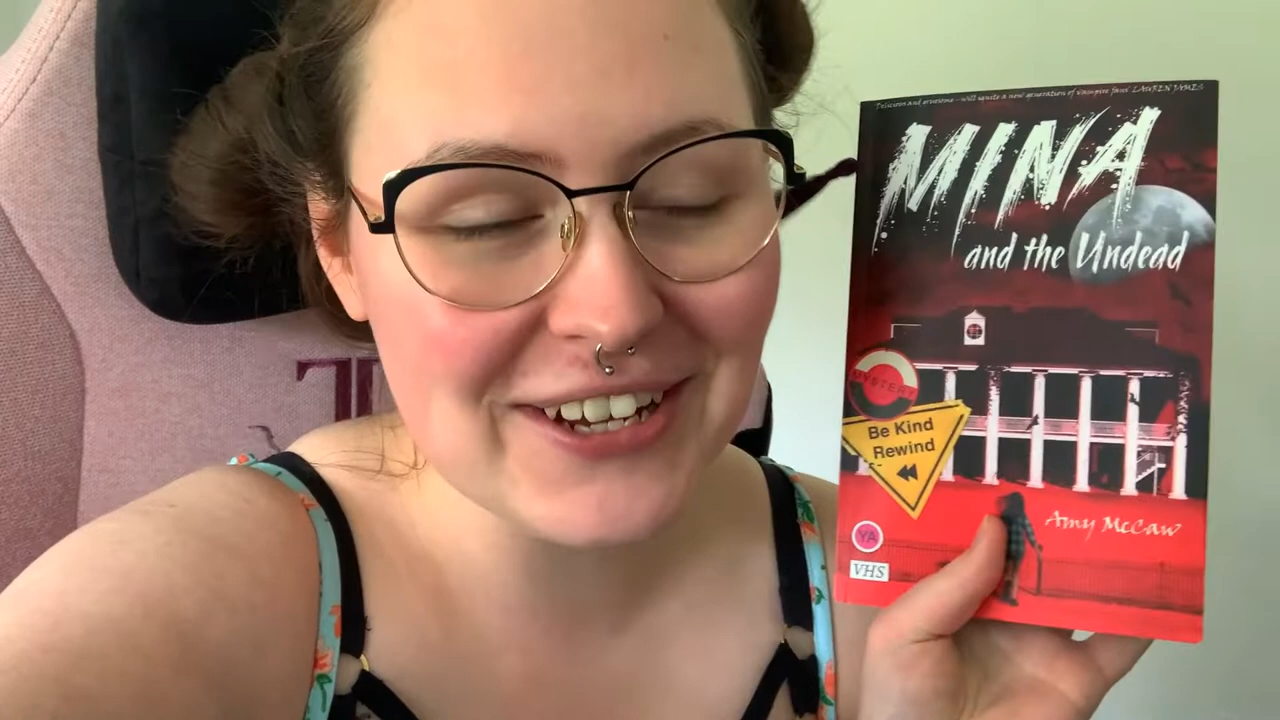 Delicious and gruesome – will ignite a new generation of vampire fans' LAUREN JAMES
MINA
and the Undead
MYSTERY
Be Kind
Rewind
Amy McCaw
YA
VHS